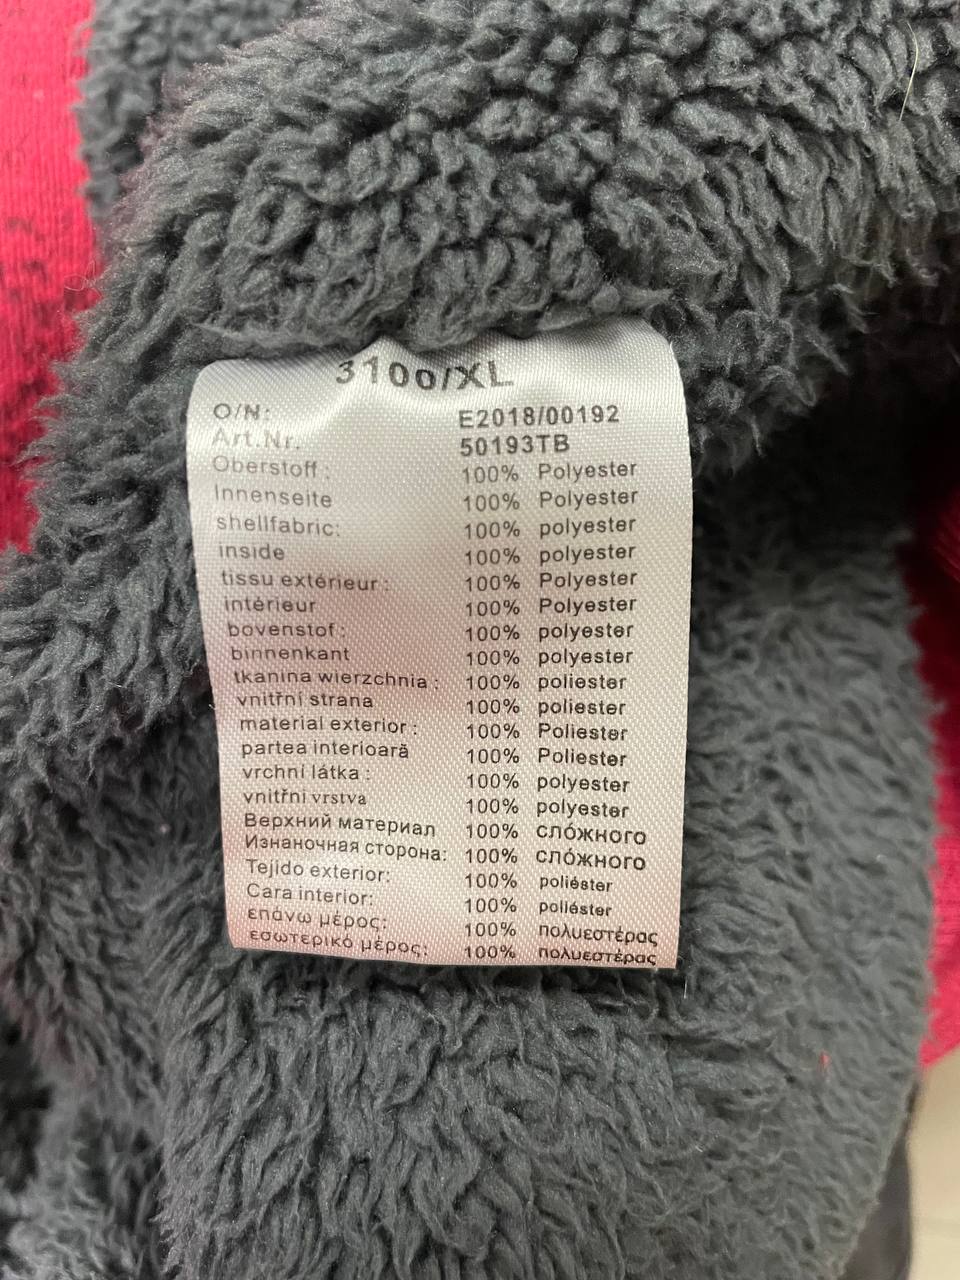 3100/XL
O/N: E2018/00192
Art.Nr. 50193TB
Oberstoff : 100% Polyester
Innenseite 100% Polyester
shellfabric: 100% polyester
inside 100% polyester
tissu extérieur : 100% Polyester
intérieur 100% Polyester
bovenstof : 100% polyester
binnenkant 100% polyester
tkanina wierzchnia : 100% poliester
vnitřní strana 100% poliester
material exterior : 100% Poliester
partea interioară 100% Poliester
vrchní látka : 100% polyester
vnitřní vrstva 100% polyester
Верхний материал 100% слóжного
Изнаночная сторона: 100% слóжного
Tejido exterior: 100% poliéster
Cara interior: 100% poliéster
επάνω μέρος: 100% πολυεστέρας
εσωτερικό μέρος: 100% πολυεστέρας